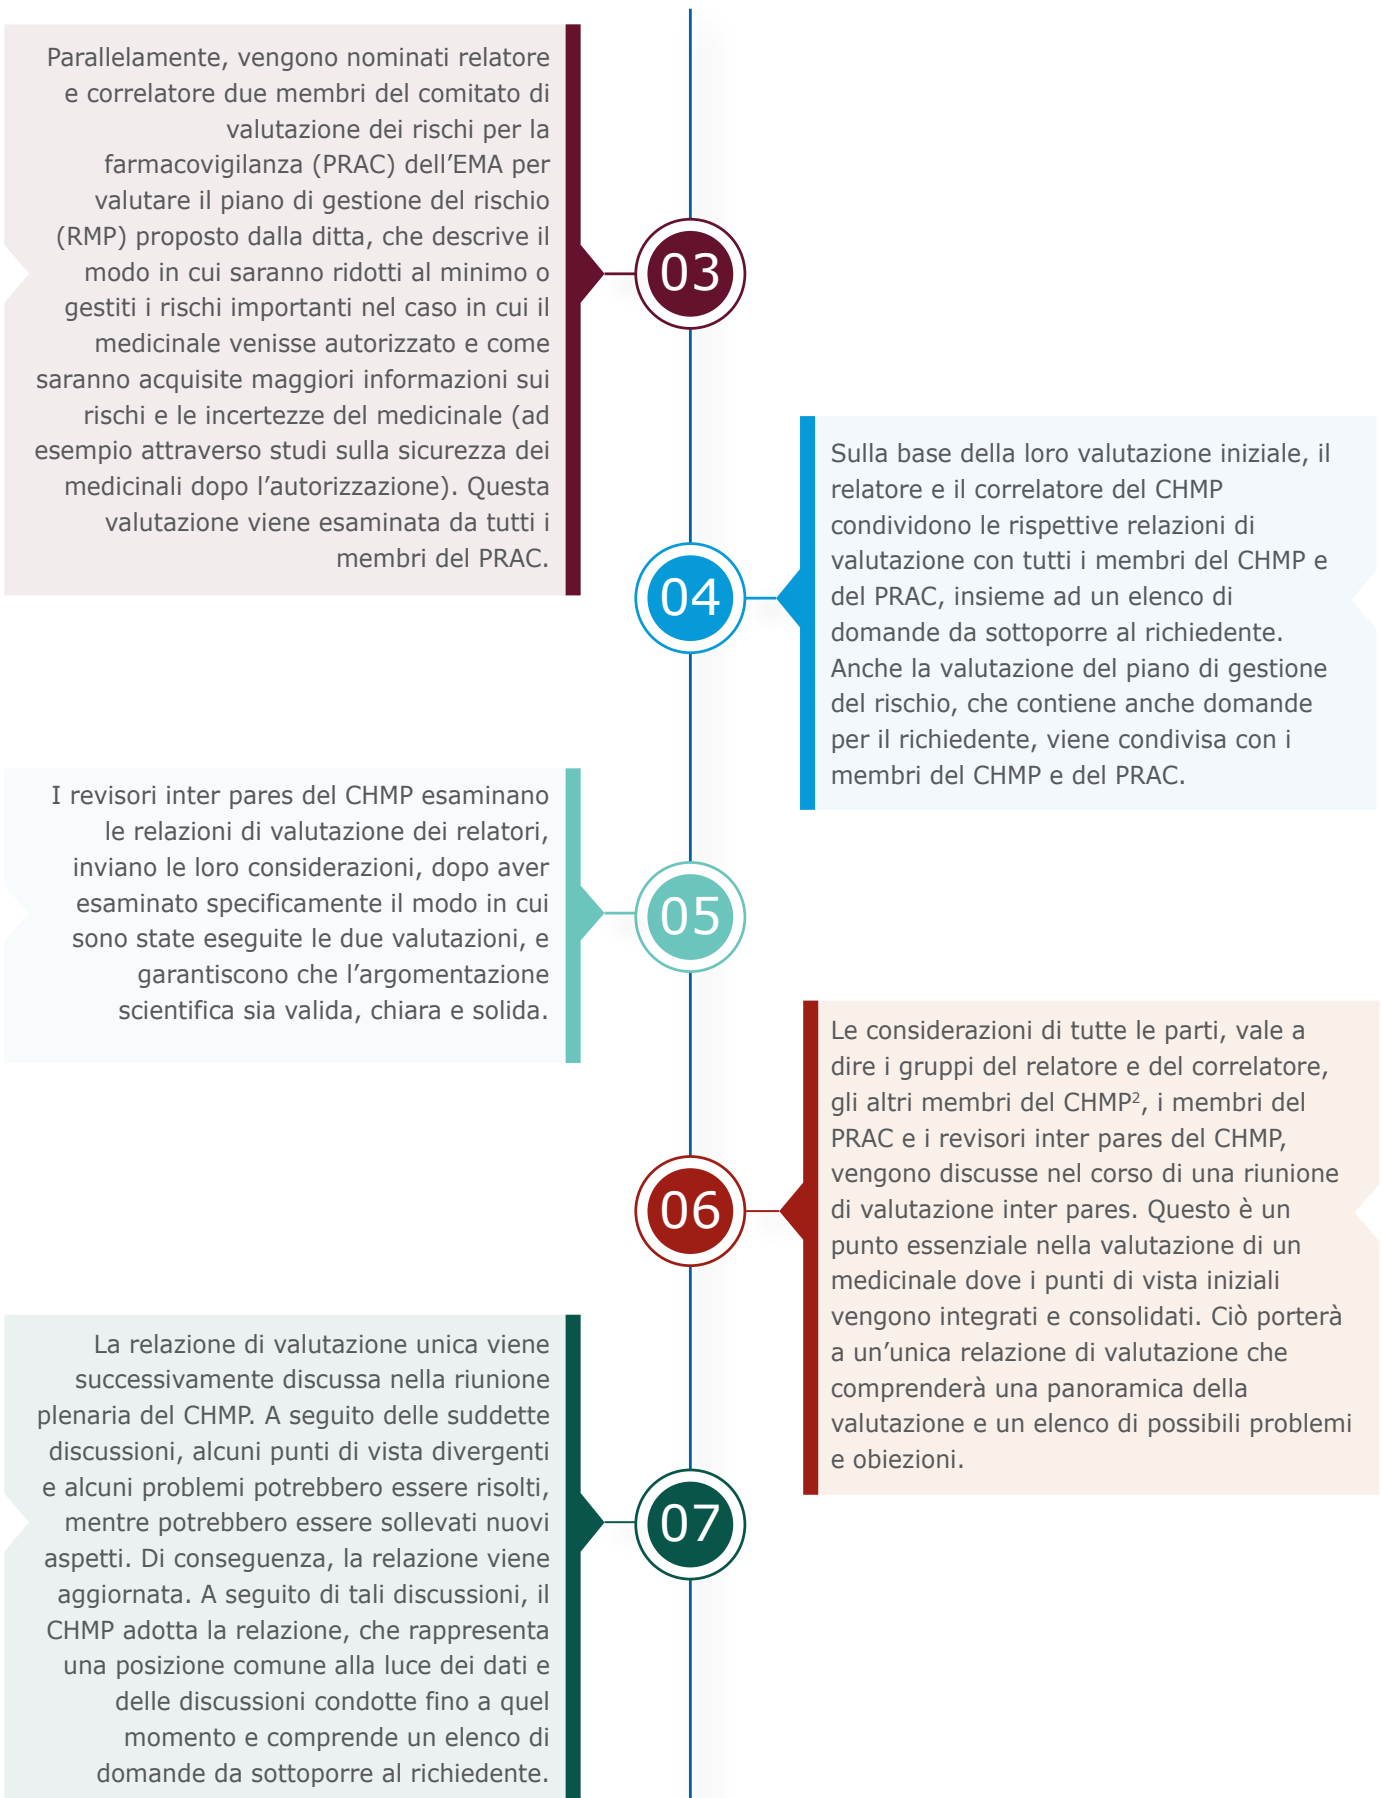 Parallelamente, vengono nominati relatore
e correlatore due membri del comitato di
valutazione dei rischi per la
farmacovigilanza (PRAC) dell’EMA per
valutare il piano di gestione del rischio
(RMP) proposto dalla ditta, che descrive il
modo in cui saranno ridotti al minimo o
gestiti i rischi importanti nel caso in cui il
medicinale venisse autorizzato e come
saranno acquisite maggiori informazioni sui
rischi e le incertezze del medicinale (ad
esempio attraverso studi sulla sicurezza dei
medicinali dopo l’autorizzazione). Questa
valutazione viene esaminata da tutti i
membri del PRAC.
03
04
Sulla base della loro valutazione iniziale, il
relatore e il correlatore del CHMP
condividono le rispettive relazioni di
valutazione con tutti i membri del CHMP e
del PRAC, insieme ad un elenco di
domande da sottoporre al richiedente.
Anche la valutazione del piano di gestione
del rischio, che contiene anche domande
per il richiedente, viene condivisa con i
membri del CHMP e del PRAC.
I revisori inter pares del CHMP esaminano
le relazioni di valutazione dei relatori,
inviano le loro considerazioni, dopo aver
esaminato specificamente il modo in cui
sono state eseguite le due valutazioni, e
garantiscono che l’argomentazione
scientifica sia valida, chiara e solida.
05
06
Le considerazioni di tutte le parti, vale a
dire i gruppi del relatore e del correlatore,
gli altri membri del CHMP², i membri del
PRAC e i revisori inter pares del CHMP,
vengono discusse nel corso di una riunione
di valutazione inter pares. Questo è un
punto essenziale nella valutazione di un
medicinale dove i punti di vista iniziali
vengono integrati e consolidati. Ciò porterà
a un’unica relazione di valutazione che
comprenderà una panoramica della
valutazione e un elenco di possibili problemi
e obiezioni.
La relazione di valutazione unica viene
successivamente discussa nella riunione
plenaria del CHMP. A seguito delle suddette
discussioni, alcuni punti di vista divergenti
e alcuni problemi potrebbero essere risolti,
mentre potrebbero essere sollevati nuovi
aspetti. Di conseguenza, la relazione viene
aggiornata. A seguito di tali discussioni, il
CHMP adotta la relazione, che rappresenta
una posizione comune alla luce dei dati e
delle discussioni condotte fino a quel
momento e comprende un elenco di
domande da sottoporre al richiedente.
07